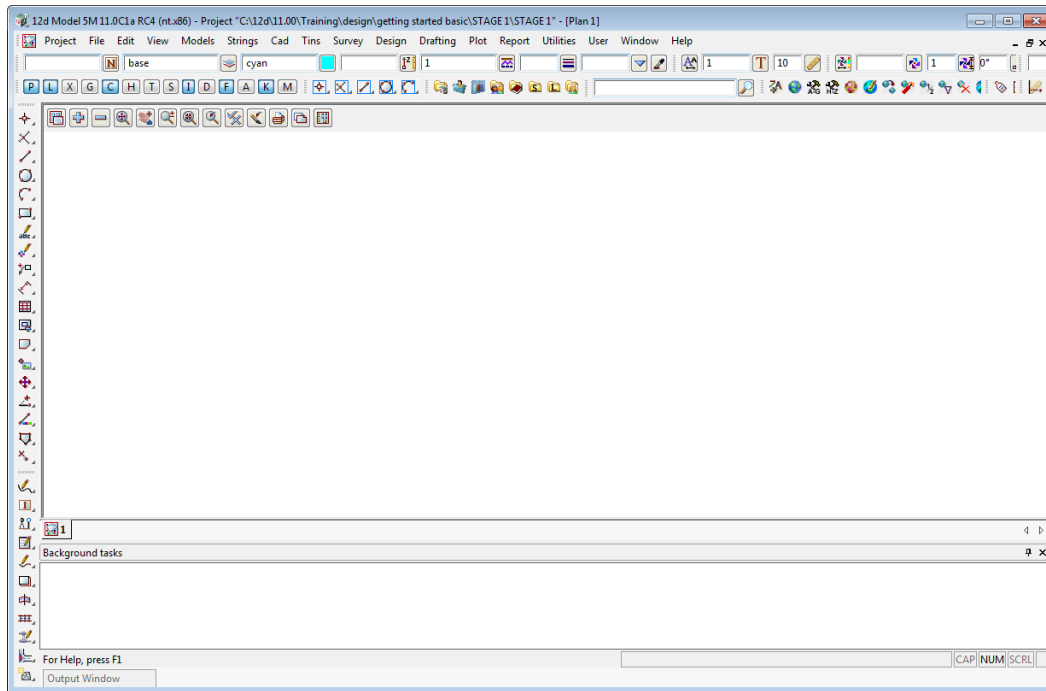 12d Model 5M 11.0C1a RC4 (nt.x86) - Project "C:\12d\11.00\Training\design\getting started basic\STAGE 1\STAGE 1" - [Plan 1]
Project File Edit View Models Strings Cad Tins Survey Design Drafting Plot Report Utilities User Window Help
N base cyan 1 1 T 10 1 0°
P L X G C H T S I D F A K M
abc
1
Background tasks
For Help, press F1 CAP NUM SCRL
Output Window